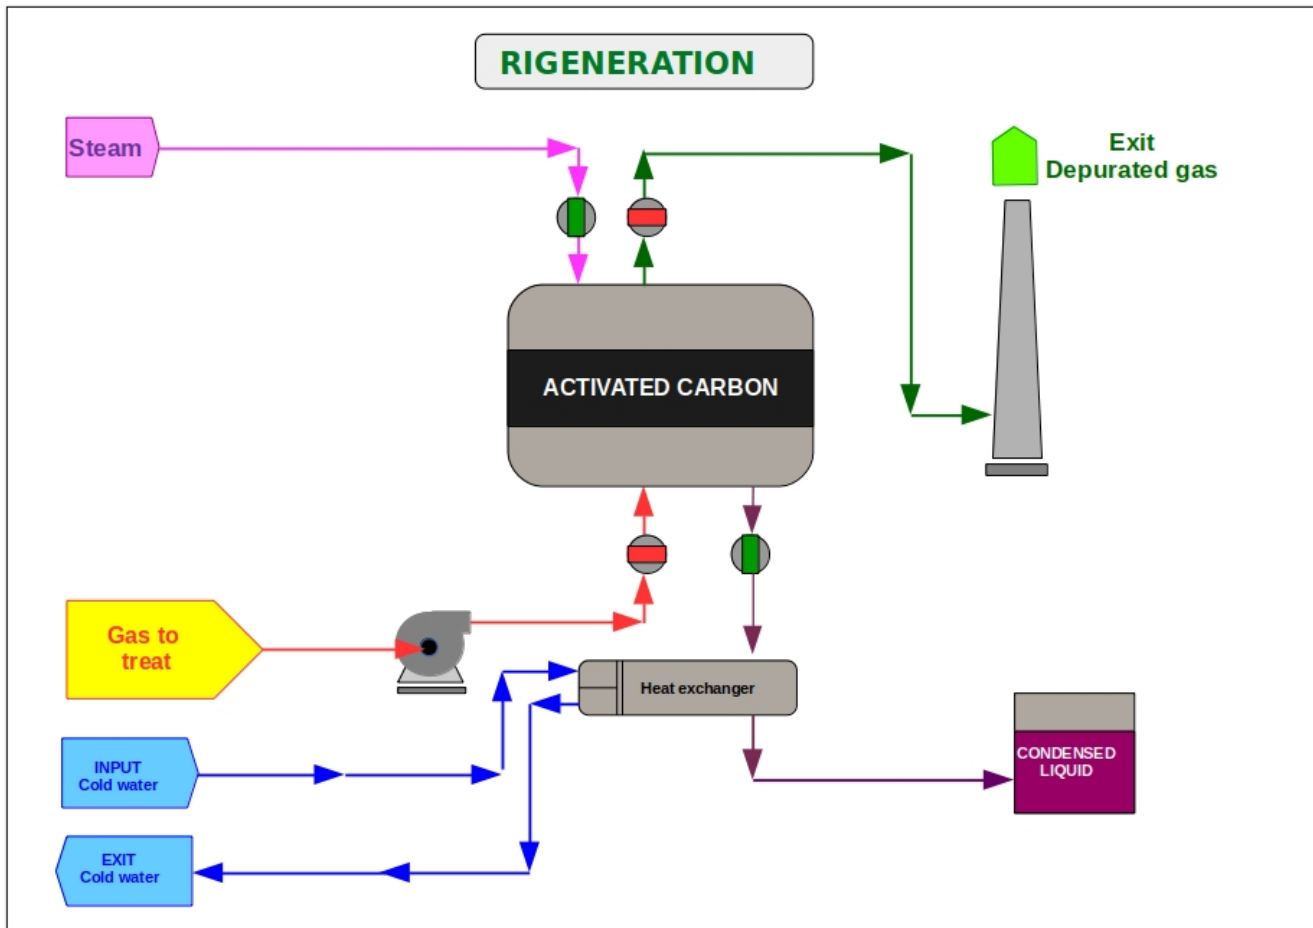 RIGENERATION
Steam
Exit
Depurated gas
ACTIVATED CARBON
Gas to
treat
Heat exchanger
INPUT
Cold water
CONDENSED
LIQUID
EXIT
Cold water